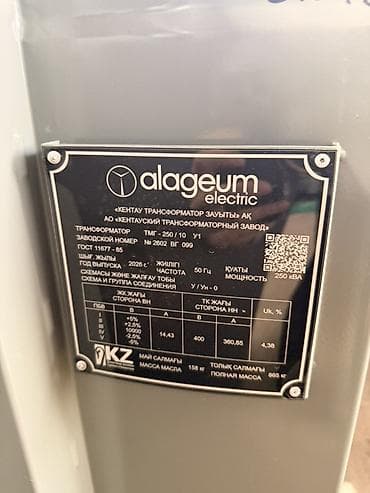 alageum
electric
«КЕНТАУ ТРАНСФОРМАТОР ЗАУЫТЫ» АҚ
АО «КЕНТАУСКИЙ ТРАНСФОРМАТОРНЫЙ ЗАВОД»
ТРАНСФОРМАТОР ТМГ - 250 / 10 У1
ЗАВОДСКОЙ НОМЕР № 2602 ВГ 099
ГОСТ 11677 - 85
ШЫҒ. ЖЫЛЫ ЖИІЛІГІ ҚУАТЫ
ГОД ВЫПУСКА 2026 г. ЧАСТОТА 50 Гц МОЩНОСТЬ 250 кВА
СХЕМАСЫ ЖӘНЕ ЖАЛҒАУ ТОБЫ
СХЕМА И ГРУППА СОЕДИНЕНИЯ У / Ун - 0
ЖК ЖАҒЫ ТК ЖАҒЫ
СТОРОНА ВН СТОРОНА НН Uк, %
ПБВ В А В А
I +5%
II +2,5%
III 10000 14,43 400 360,85 4,38
IV -2,5%
V -5%
KZ МАЙ САЛМАҒЫ ТОЛЫҚ САЛМАҒЫ
МАССА МАСЛА 158 кг ПОЛНАЯ МАССА 865 кг